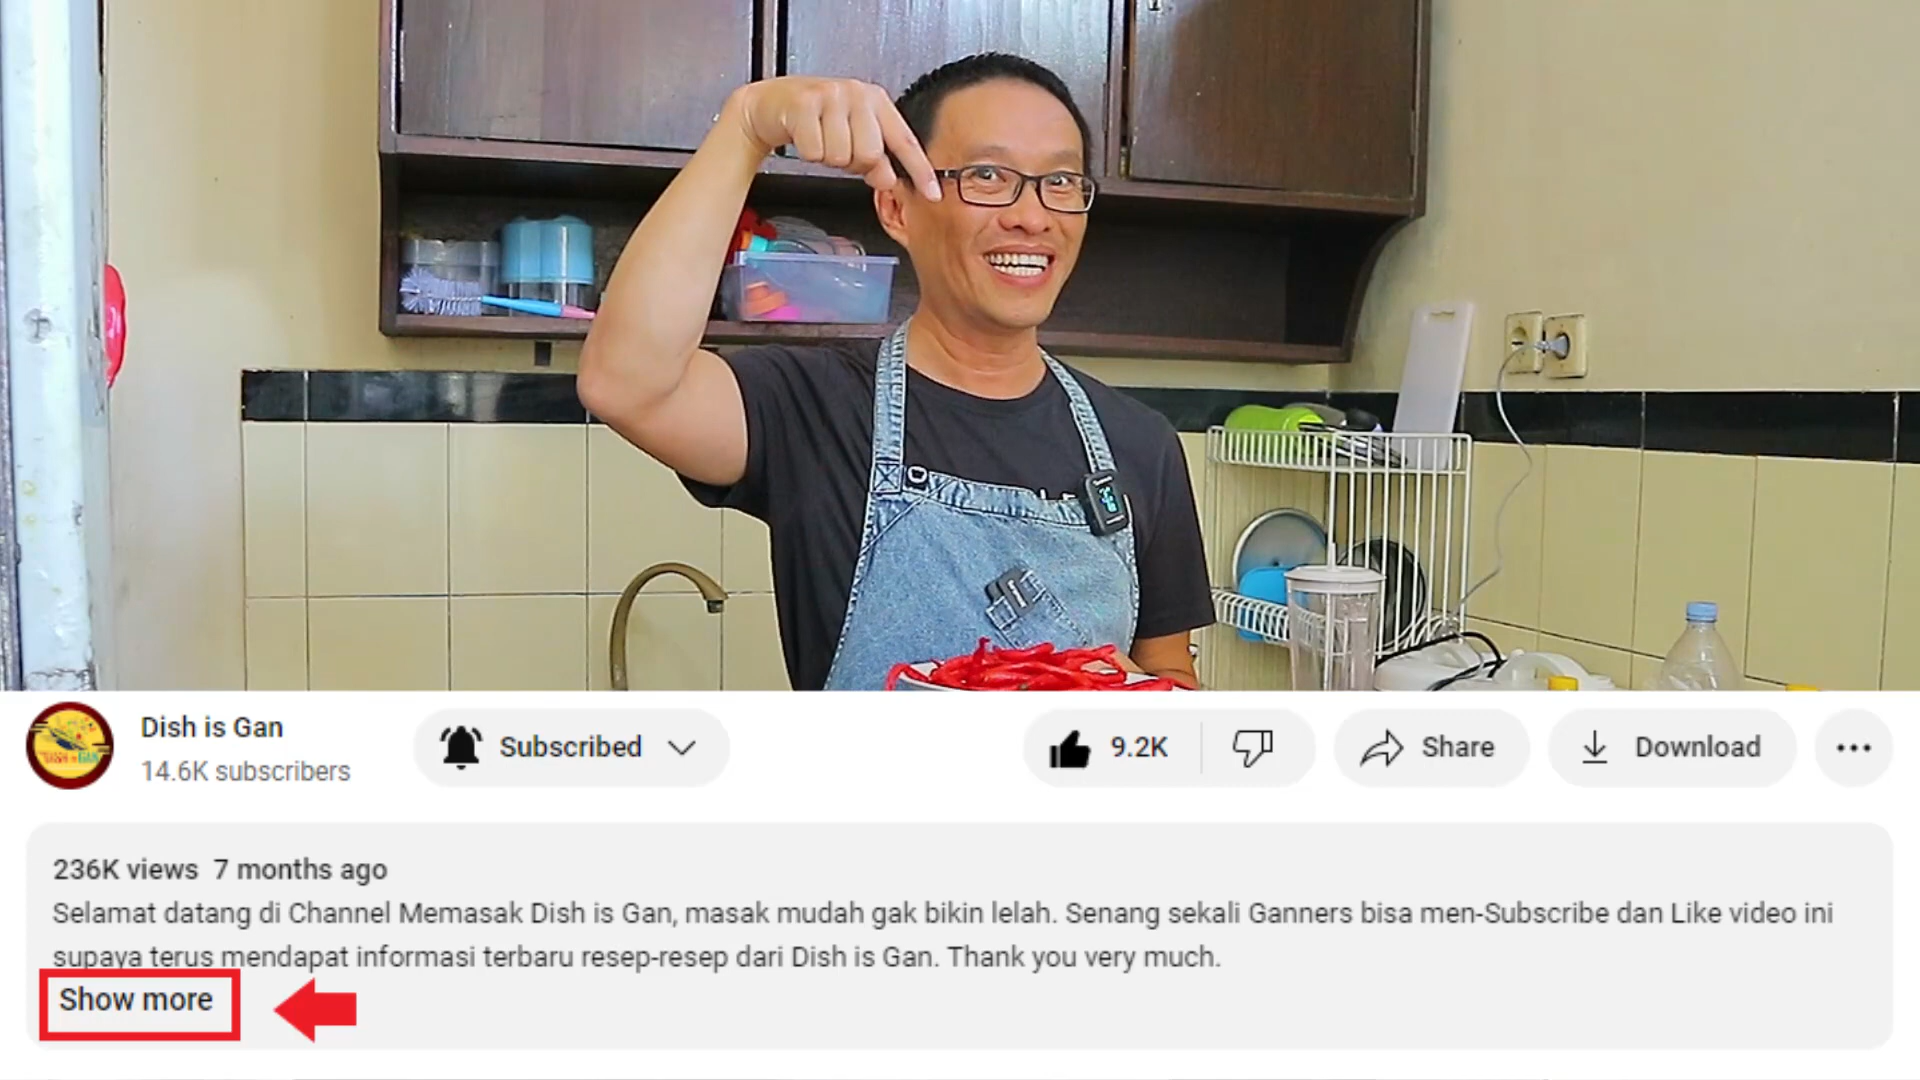 Dish is Gan
14.6K subscribers
Subscribed
9.2K
Share
Download
236K views 7 months ago
Selamat datang di Channel Memasak Dish is Gan, masak mudah gak bikin lelah. Senang sekali Ganners bisa men-Subscribe dan Like video ini
supaya terus mendapat informasi terbaru resep-resep dari Dish is Gan. Thank you very much.
Show more